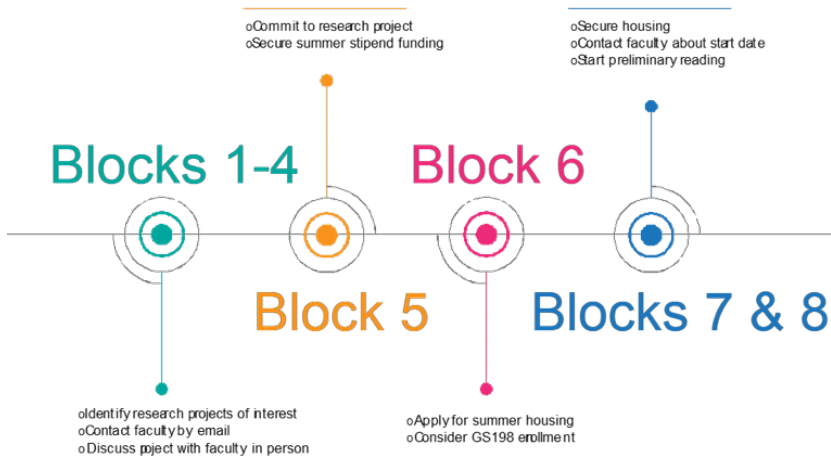 oCommit to research project
oSecure summer stipend funding
oSecure housing
oContact faculty about start date
oStart preliminary reading
Blocks 1-4
Block 6
Block 5
Blocks 7 & 8
oIdentify research projects of interest
oContact faculty by email
oDiscuss poject with faculty in person
oApply for summer housing
oConsider GS198 enrollment